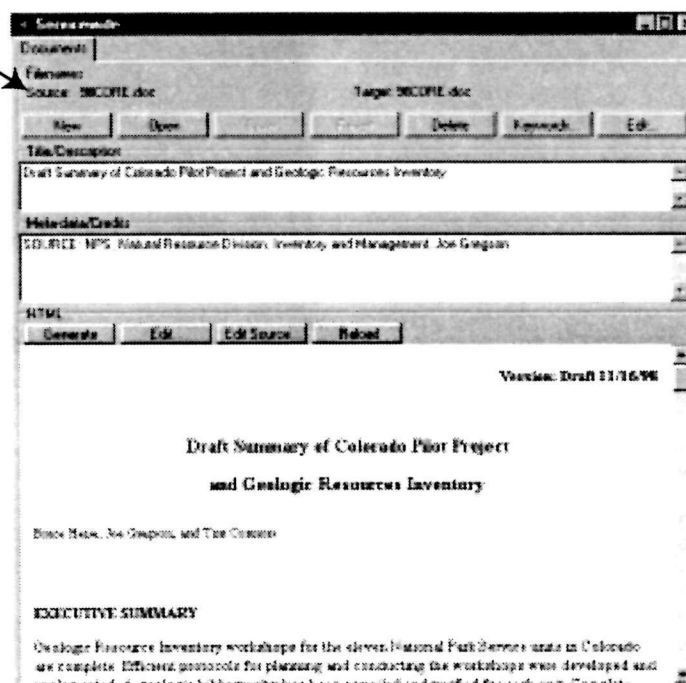 Documents
Filenames
Source: 98CORE.doc Target: 98CORE.doc
New Open Delete Keywords... Edit...
Title/Description
Draft Summary of Colorado Pilot Project and Geologic Resources Inventory
Metadata/Credits
SOURCE: NPS, Natural Resource Division, Inventory and Management, Joe Gregson
HTML
Generate Edit Edit Source Reload
Version: Draft 11/16/98
Draft Summary of Colorado Pilot Project
and Geologic Resources Inventory
Joe Gregson, and Tim Connors
EXECUTIVE SUMMARY
Geologic Resource Inventory workshops for the eleven National Park Service units in Colorado
are complete. Efficient protocols for planning and conducting the workshops were developed and